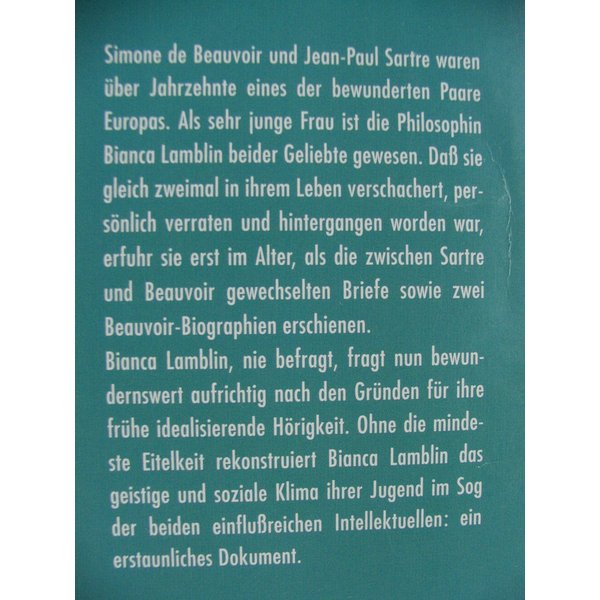 Simone de Beauvoir und Jean-Paul Sartre waren
über Jahrzehnte eines der bewunderten Paare
Europas. Als sehr junge Frau ist die Philosophin
Bianca Lamblin beider Geliebte gewesen. Daß sie
gleich zweimal in ihrem Leben verschachert, per-
sönlich verraten und hintergangen worden war,
erfuhr sie erst im Alter, als die zwischen Sartre
und Beauvoir gewechselten Briefe sowie zwei
Beauvoir-Biographien erschienen.
Bianca Lamblin, nie befragt, fragt nun bewun-
dernswert aufrichtig nach den Gründen für ihre
frühe idealisierende Hörigkeit. Ohne die minde-
ste Eitelkeit rekonstruiert Bianca Lamblin das
geistige und soziale Klima ihrer Jugend im Sog
der beiden einflußreichen Intellektuellen: ein
erstaunliches Dokument.